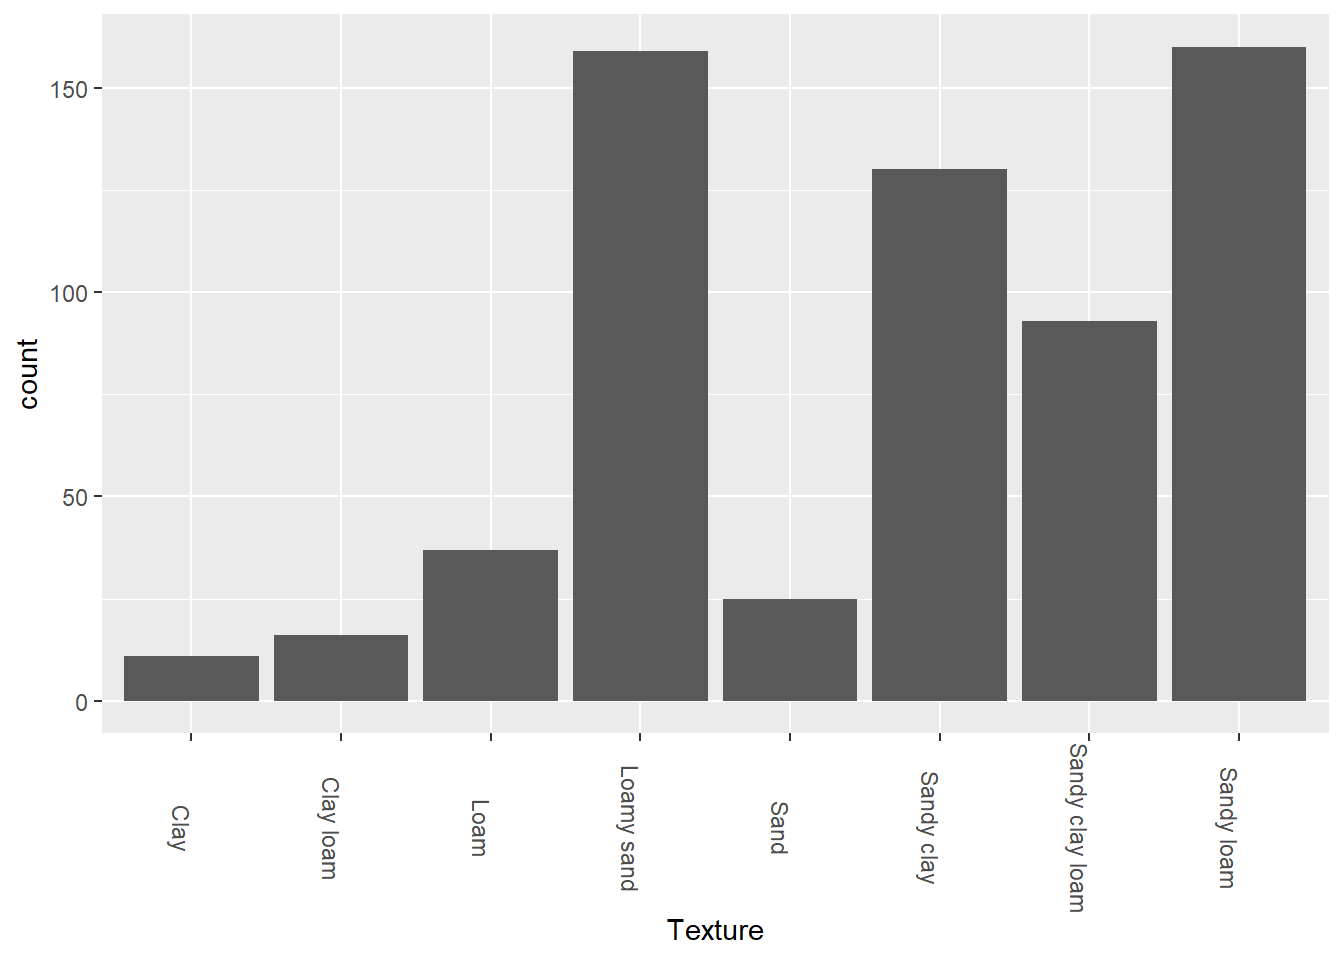 150
100
50
0
count
Clay
Clay loam
Loam
Loamy sand
Sand
Sandy clay
Sandy clay loam
Sandy loam
Texture